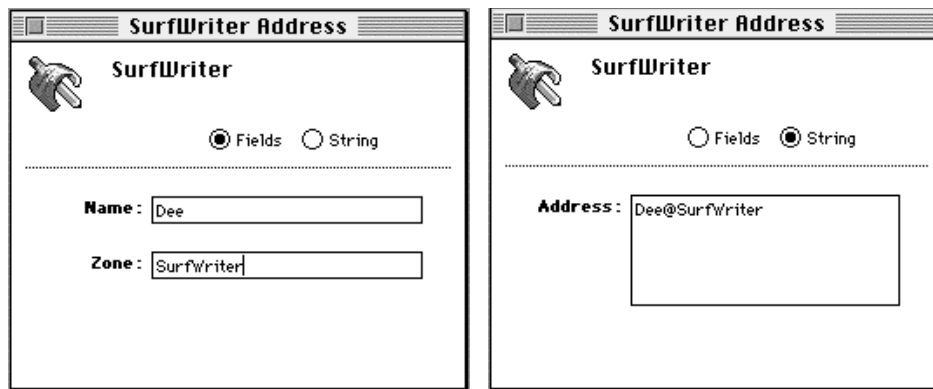 SurfWriter Address
SurfWriter
Fields String
Name: Dee
Zone: SurfWriter
SurfWriter Address
SurfWriter
Fields String
Address: Dee@SurfWriter